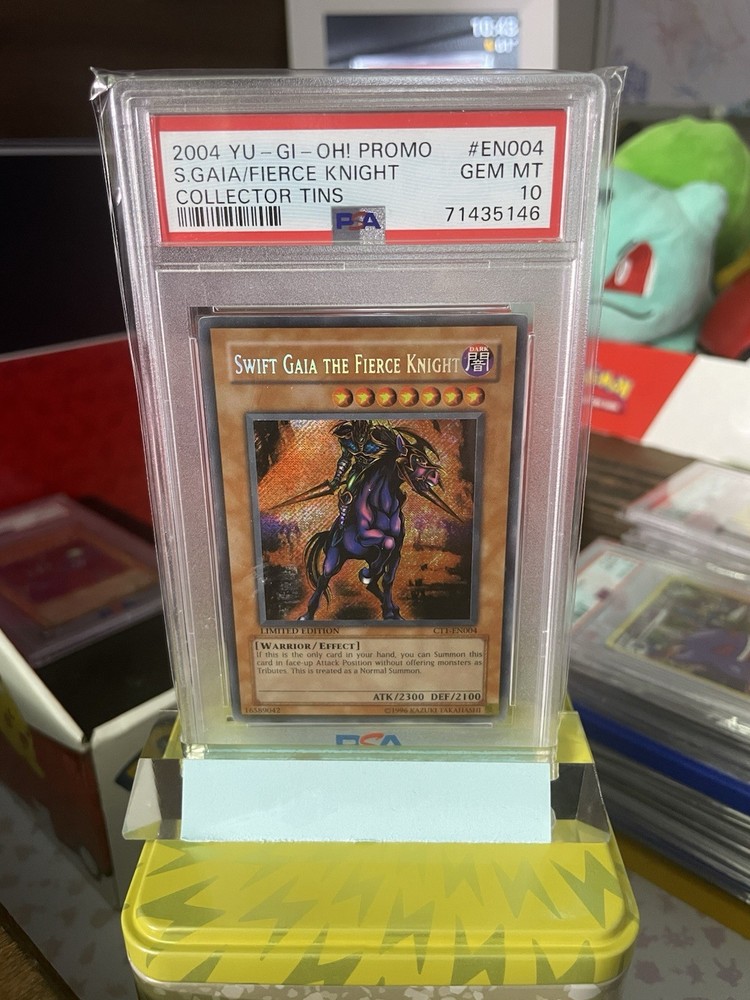 10:43
61°
2004 YU-GI-OH! PROMO #EN004
S.GAIA/FIERCE KNIGHT GEM MT
COLLECTOR TINS 10
PSA 71435146
SWIFT GAIA THE FIERCE KNIGHT
DARK
闇
LIMITED EDITION CT1-EN004
[WARRIOR/EFFECT]
If this is the only card in your hand, you can Summon this
card in face-up Attack Position without offering monsters as
Tributes. This is treated as a Normal Summon.
ATK/2300 DEF/2100
16589042 ©1996 KAZUKI TAKAHASHI
PSA